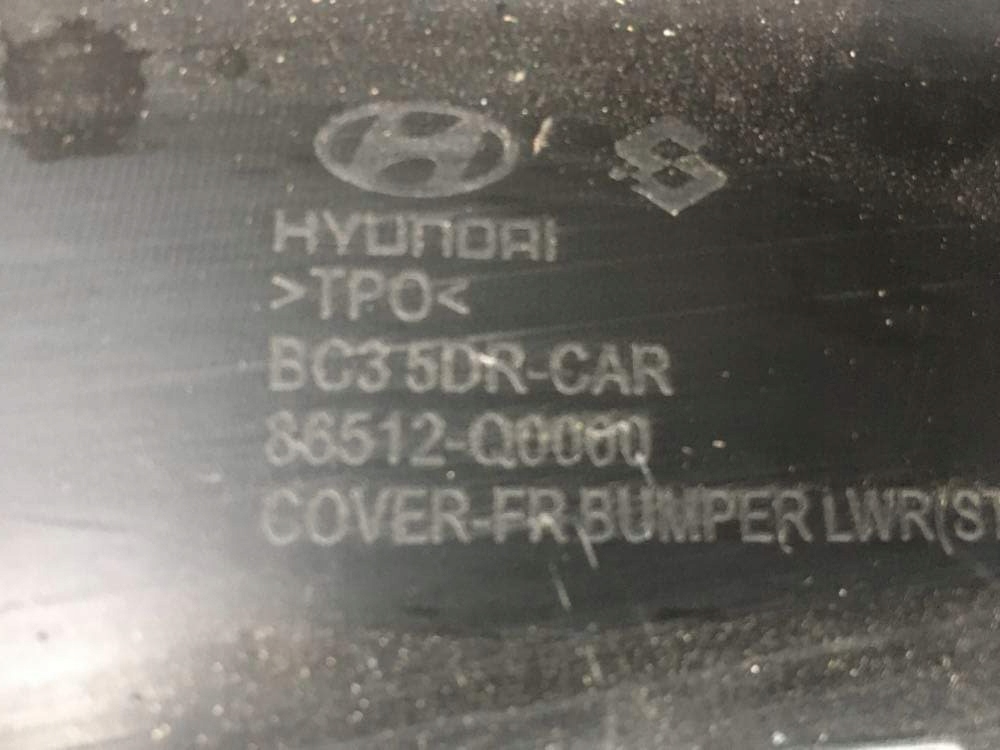 HYUNDAI
>TPO<
BC3 5DR-CAR
86512-Q0000
COVER-FR BUMPER LWR(ST